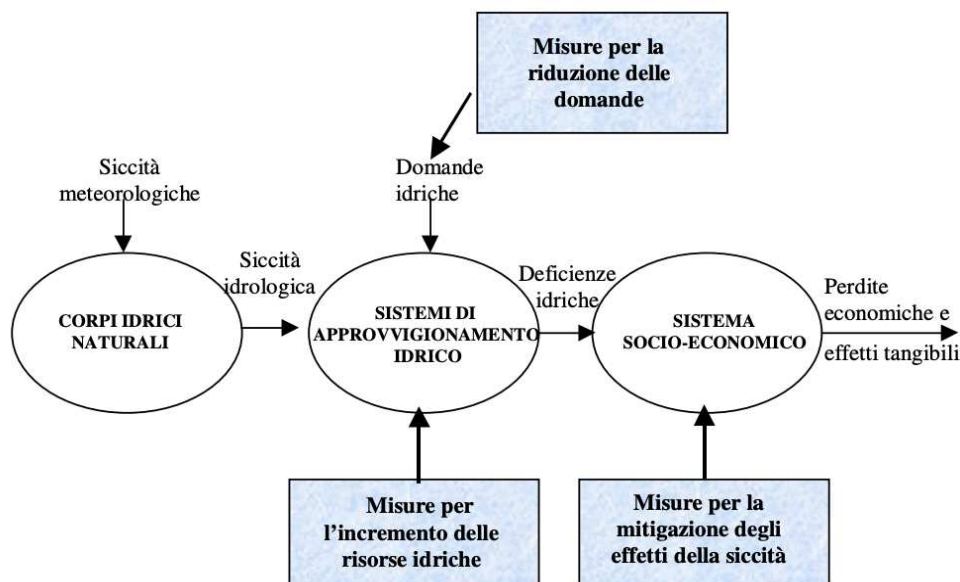 Misure per la
riduzione delle
domande
Siccità
meteorologiche
Domande
idriche
Siccità
idrologica
Deficienze
idriche
Perdite
economiche e
effetti tangibili
CORPI IDRICI
NATURALI
SISTEMI DI
APPROVVIGIONAMENTO
IDRICO
SISTEMA
SOCIO-ECONOMICO
Misure per
l'incremento delle
risorse idriche
Misure per la
mitigazione degli
effetti della siccità